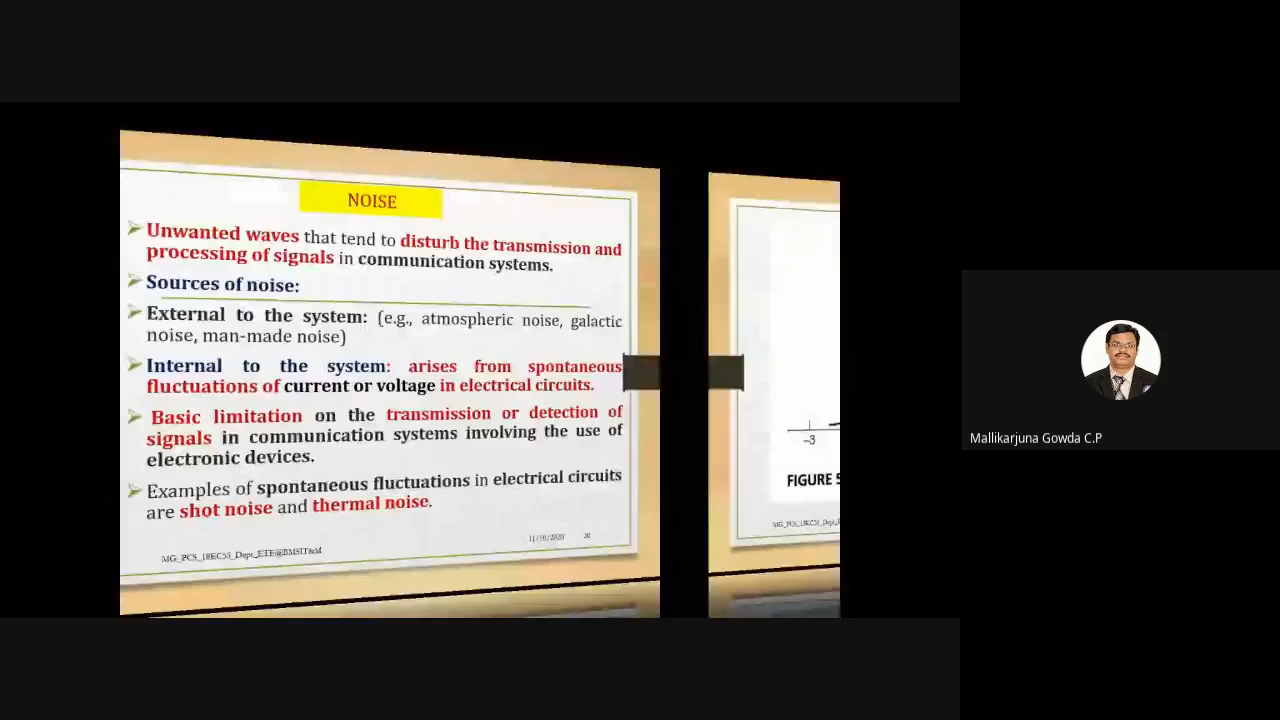 NOISE
Unwanted waves that tend to disturb the transmission and
processing of signals in communication systems.
Sources of noise:
External to the system: (e.g., atmospheric noise, galactic
noise, man-made noise)
Internal to the system: arises from spontaneous
fluctuations of current or voltage in electrical circuits.
Basic limitation on the transmission or detection of
signals in communication systems involving the use of
electronic devices.
Examples of spontaneous fluctuations in electrical circuits
are shot noise and thermal noise.
MG_PCS_18EC53_Dept_ETE@BMSIT&M
-3
FIGURE 5
Mallikarjuna Gowda C.P